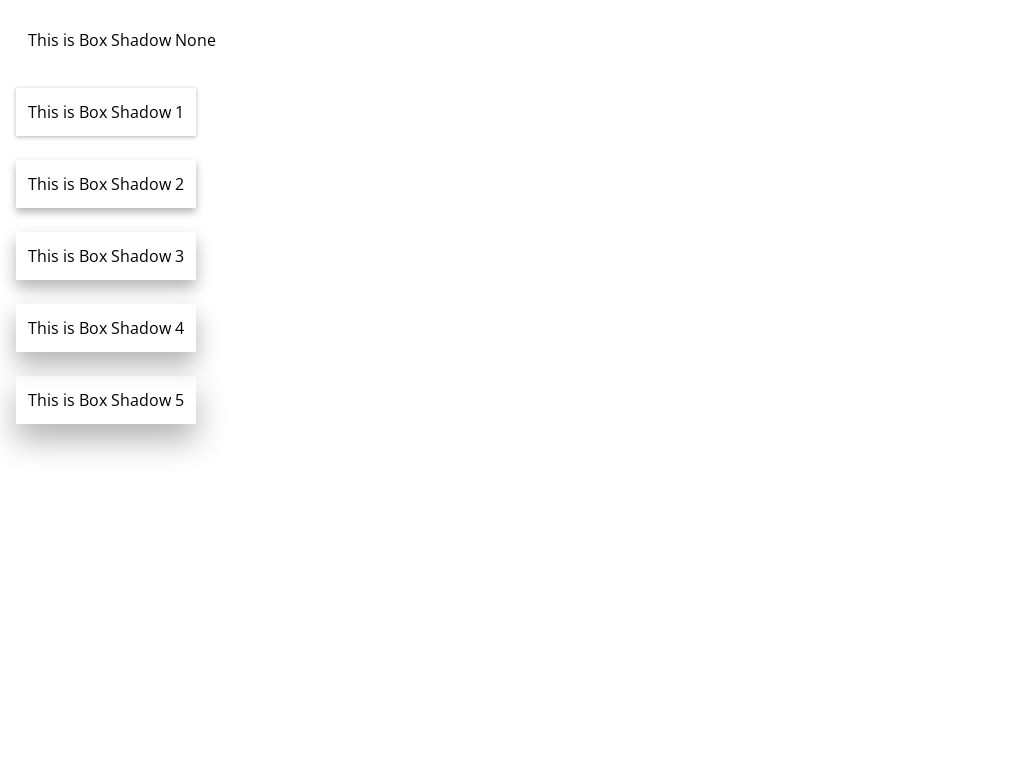 This is Box Shadow None
This is Box Shadow 1
This is Box Shadow 2
This is Box Shadow 3
This is Box Shadow 4
This is Box Shadow 5